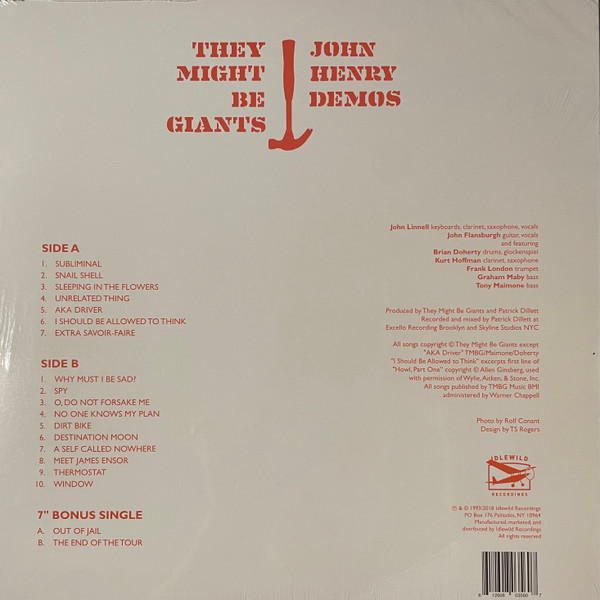 THEY
MIGHT
BE
GIANTS
JOHN
HENRY
DEMOS
SIDE A
1. SUBLIMINAL
2. SNAIL SHELL
3. SLEEPING IN THE FLOWERS
4. UNRELATED THING
5. AKA DRIVER
6. I SHOULD BE ALLOWED TO THINK
7. EXTRA SAVOIR-FAIRE
SIDE B
1. WHY MUST I BE SAD?
2. SPY
3. O, DO NOT FORSAKE ME
4. NO ONE KNOWS MY PLAN
5. DIRT BIKE
6. DESTINATION MOON
7. A SELF CALLED NOWHERE
8. MEET JAMES ENSOR
9. THERMOSTAT
10. WINDOW
7" BONUS SINGLE
A. OUT OF JAIL
B. THE END OF THE TOUR
John Linnell keyboards, clarinet, saxophone, vocals
John Flansburgh guitar, vocals
and featuring
Brian Doherty drums, glockenspiel
Kurt Hoffman clarinet, saxophone
Frank London trumpet
Graham Maby bass
Tony Maimone bass
Produced by They Might Be Giants and Patrick Dillett
Recorded and mixed by Patrick Dillett at
Excello Recording Brooklyn and Skyline Studios NYC
All songs copyright © They Might Be Giants except
"AKA Driver" TMBG/Maimone/Doherty
"I Should Be Allowed to Think" excerpts first line of
"Howl, Part One" copyright © Allen Ginsberg, used
with permission of Wylie, Aitken, & Stone, Inc.
All songs published by TMBG Music BMI
administered by Warner Chappell
Photo by Rolf Conant
Design by TS Rogers
IDLEWILD
RECORDINGS
℗ & © 1993/2018 Idlewild Recordings
PO Box 176 Palisades, NY 10964
Manufactured, marketed, and
distributed by Idlewild Recordings
All rights reserved